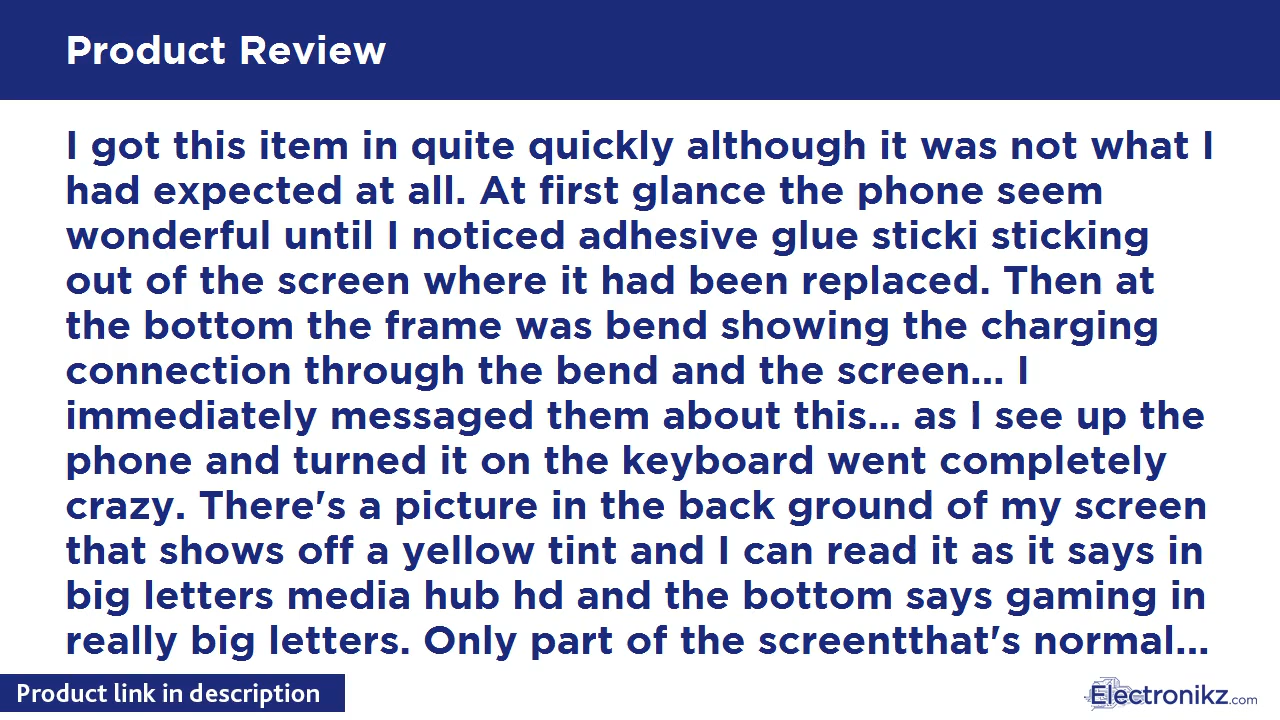 Product Review
I got this item in quite quickly although it was not what I
had expected at all. At first glance the phone seem
wonderful until I noticed adhesive glue sticki sticking
out of the screen where it had been replaced. Then at
the bottom the frame was bend showing the charging
connection through the bend and the screen... I
immediately messaged them about this... as I see up the
phone and turned it on the keyboard went completely
crazy. There's a picture in the back ground of my screen
that shows off a yellow tint and I can read it as it says in
big letters media hub hd and the bottom says gaming in
really big letters. Only part of the screentthat's normal...
Product link in description
Electronikz.com